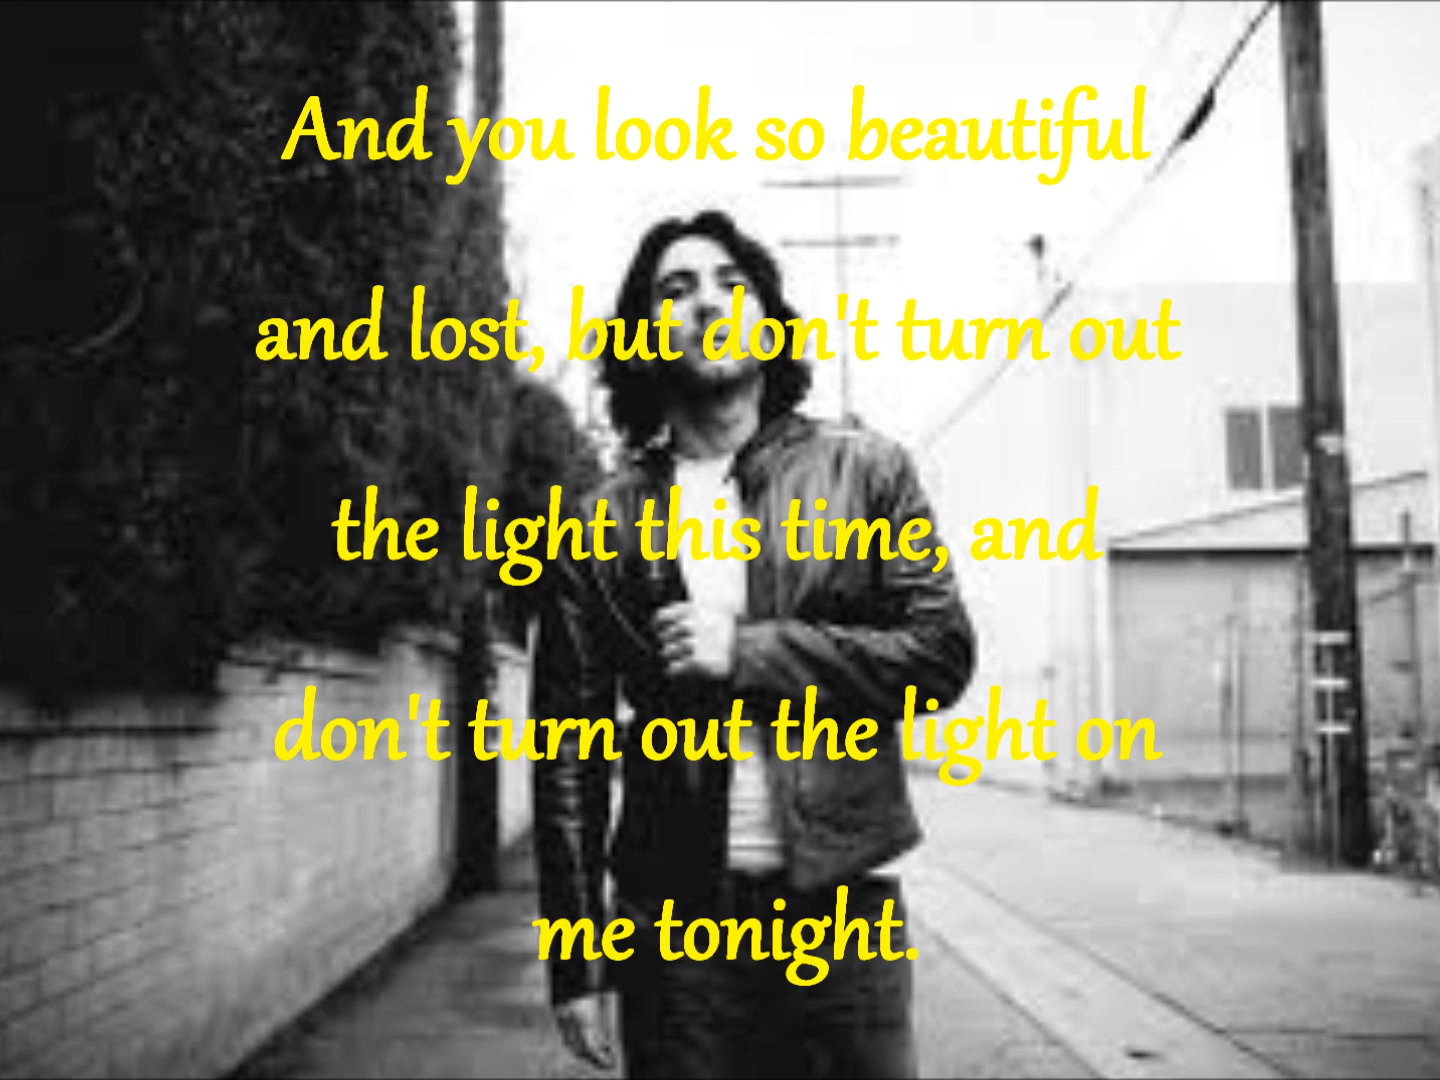 And you look so beautiful
and lost, but don't turn out
the light this time, and
don't turn out the light on
me tonight.